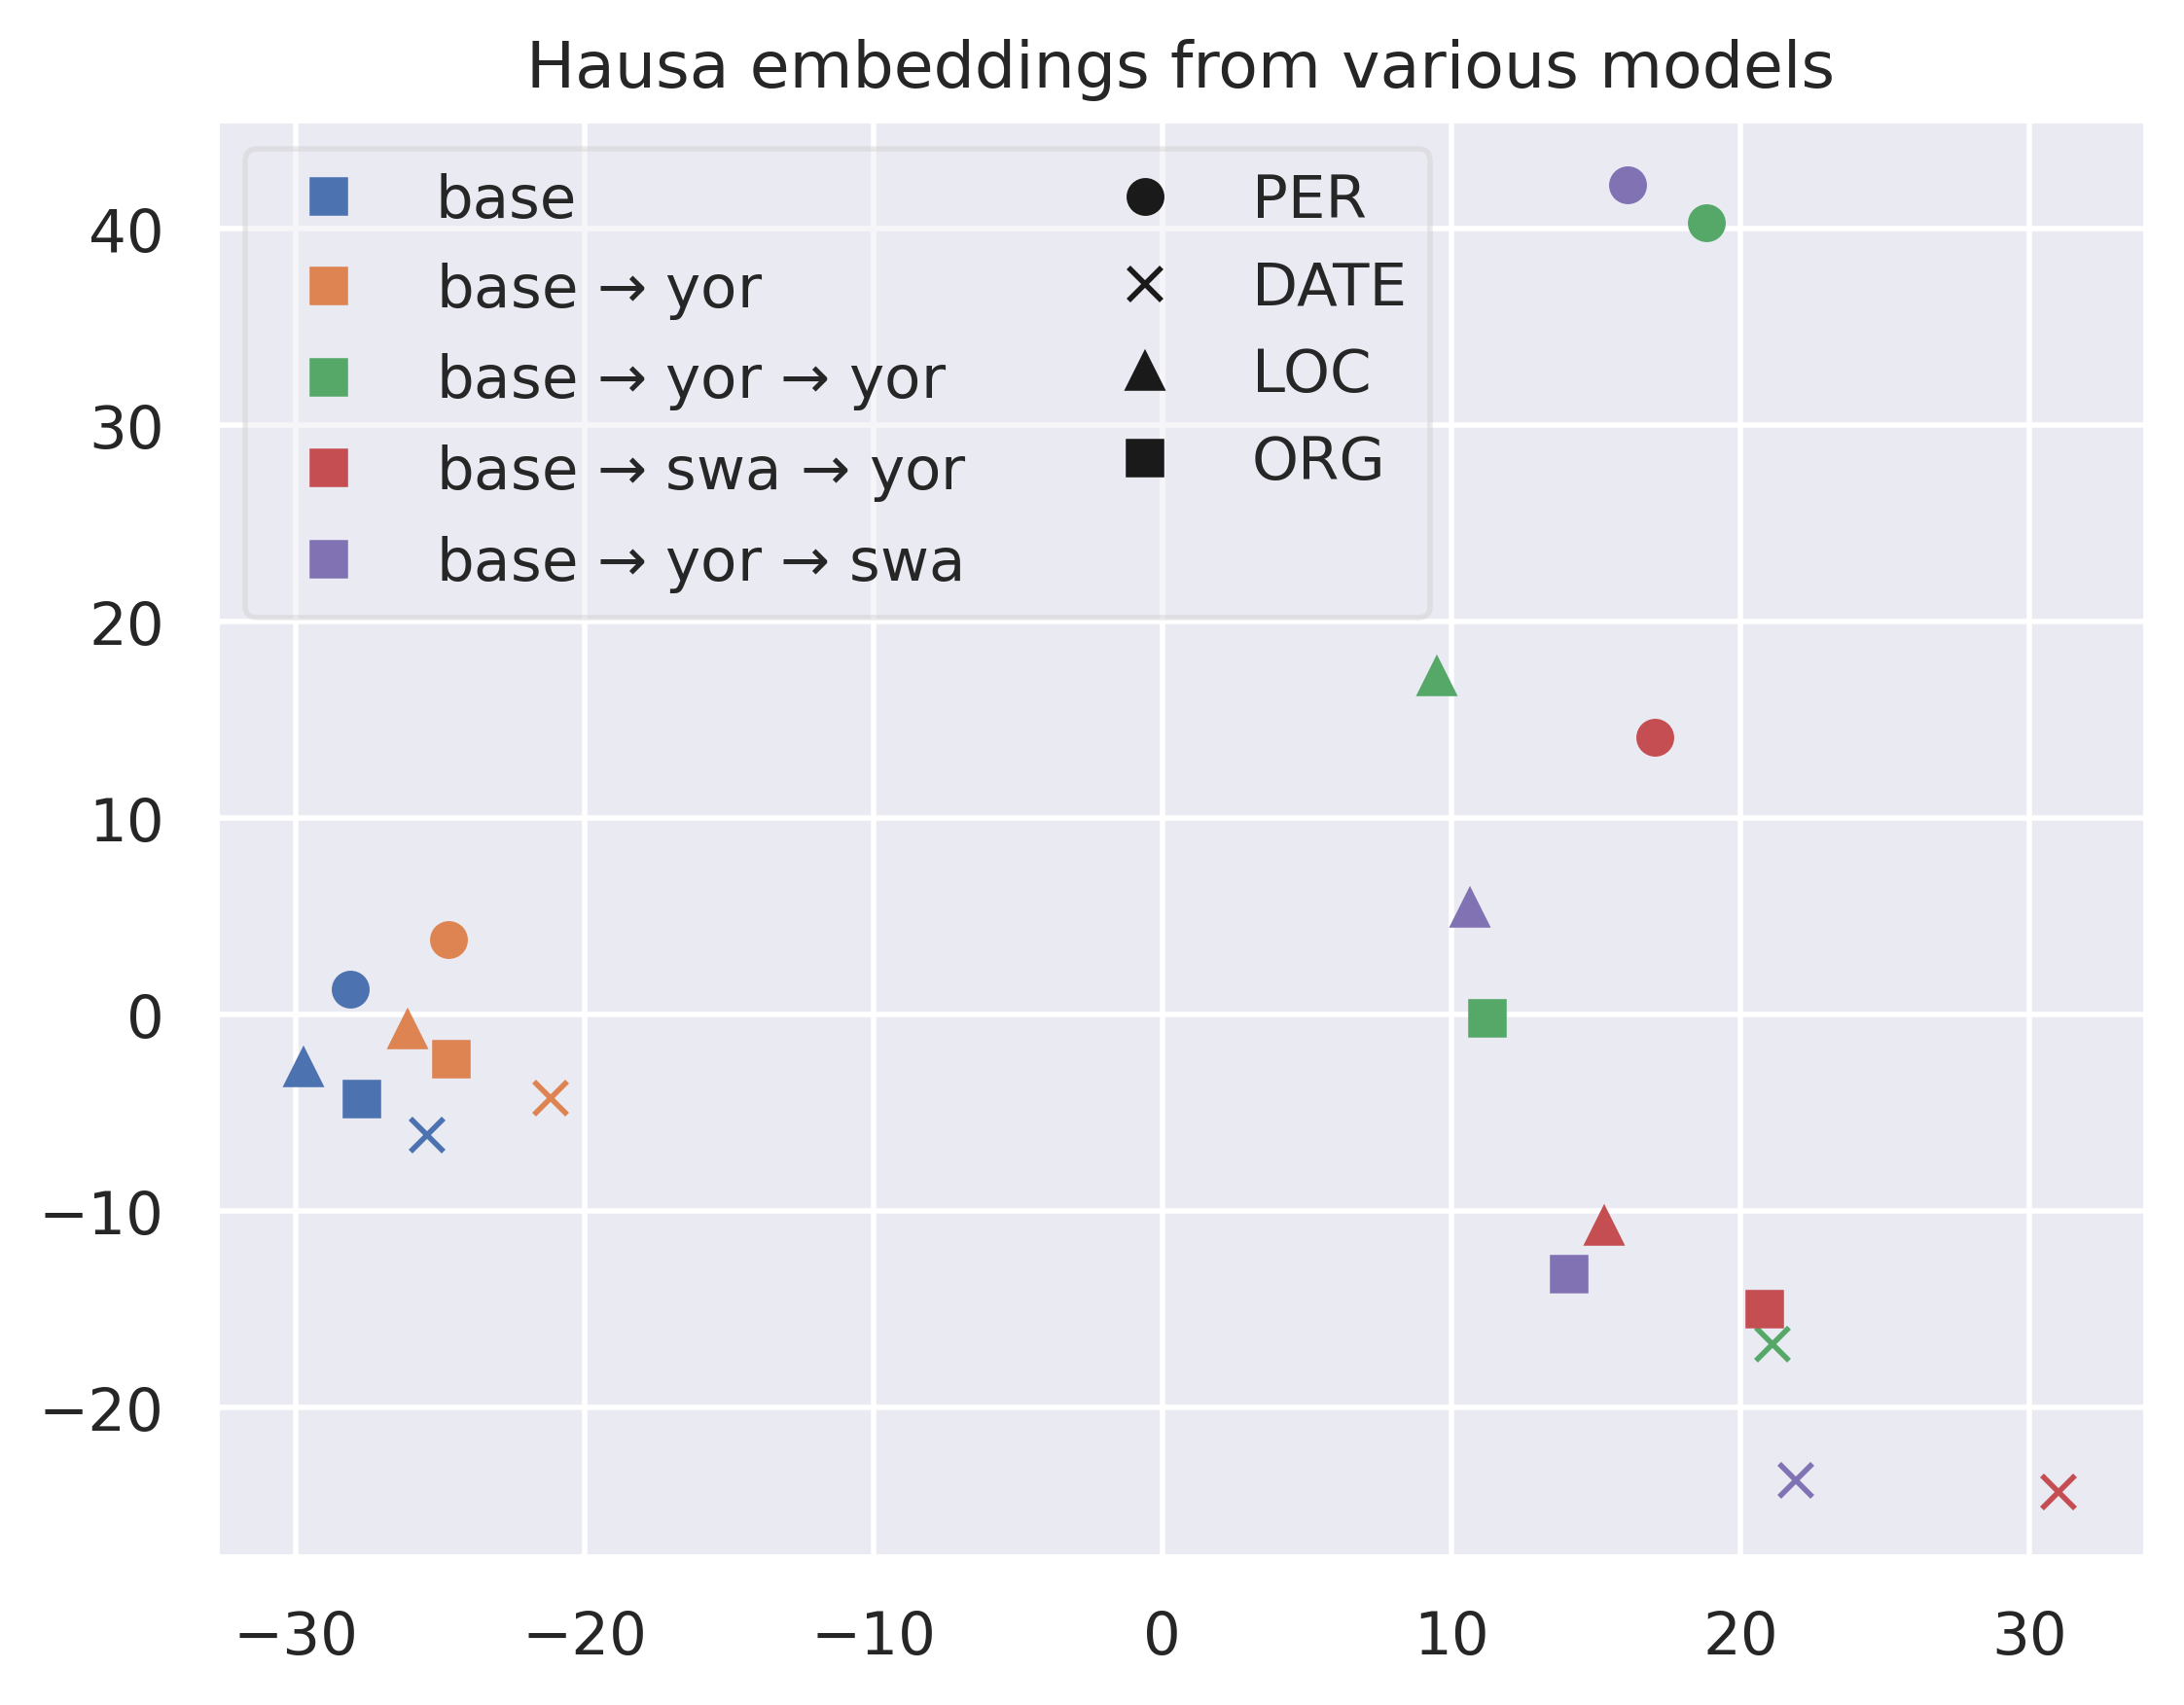 Hausa embeddings from various models
base
base → yor
base → yor → yor
base → swa → yor
base → yor → swa
PER
DATE
LOC
ORG
40
30
20
10
0
−10
−20
−30 −20 −10 0 10 20 30